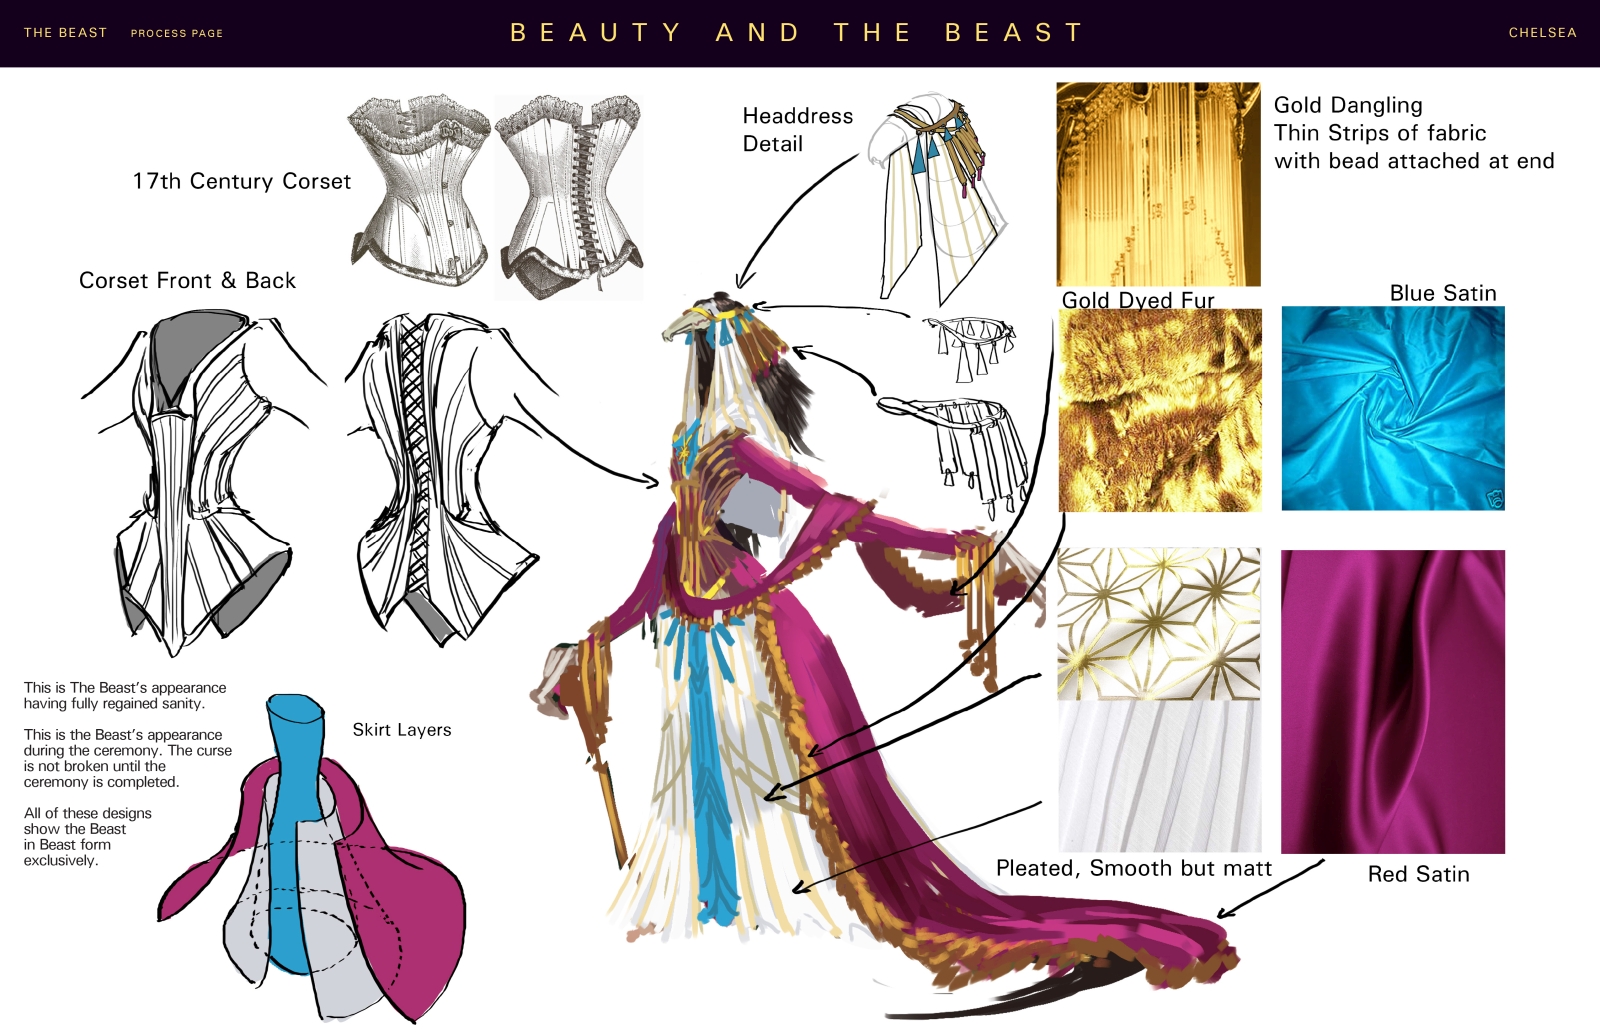 THE BEAST
PROCESS PAGE
BEAUTY AND THE BEAST
CHELSEA
17th Century Corset
Headdress
Detail
Gold Dangling
Thin Strips of fabric
with bead attached at end
Corset Front & Back
Gold Dyed Fur
Blue Satin
This is The Beast's appearance
having fully regained sanity.
This is the Beast's appearance
during the ceremony. The curse
is not broken until the
ceremony is completed.
All of these designs
show the Beast
in Beast form
exclusively.
Skirt Layers
Pleated, Smooth but matt
Red Satin